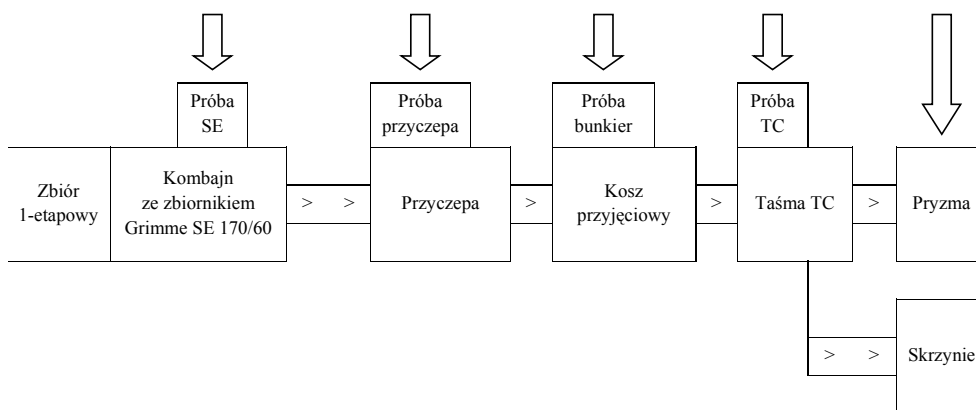 Próba
SE
Próba
przyczepa
Próba
bunkier
Próba
TC
Zbiór
1-etapowy
Kombajn
ze zbiornikiem
Grimme SE 170/60
> >
Przyczepa
>
Kosz
przyjęciowy
>
Taśma TC
>
Pryzma
> >
Skrzynie